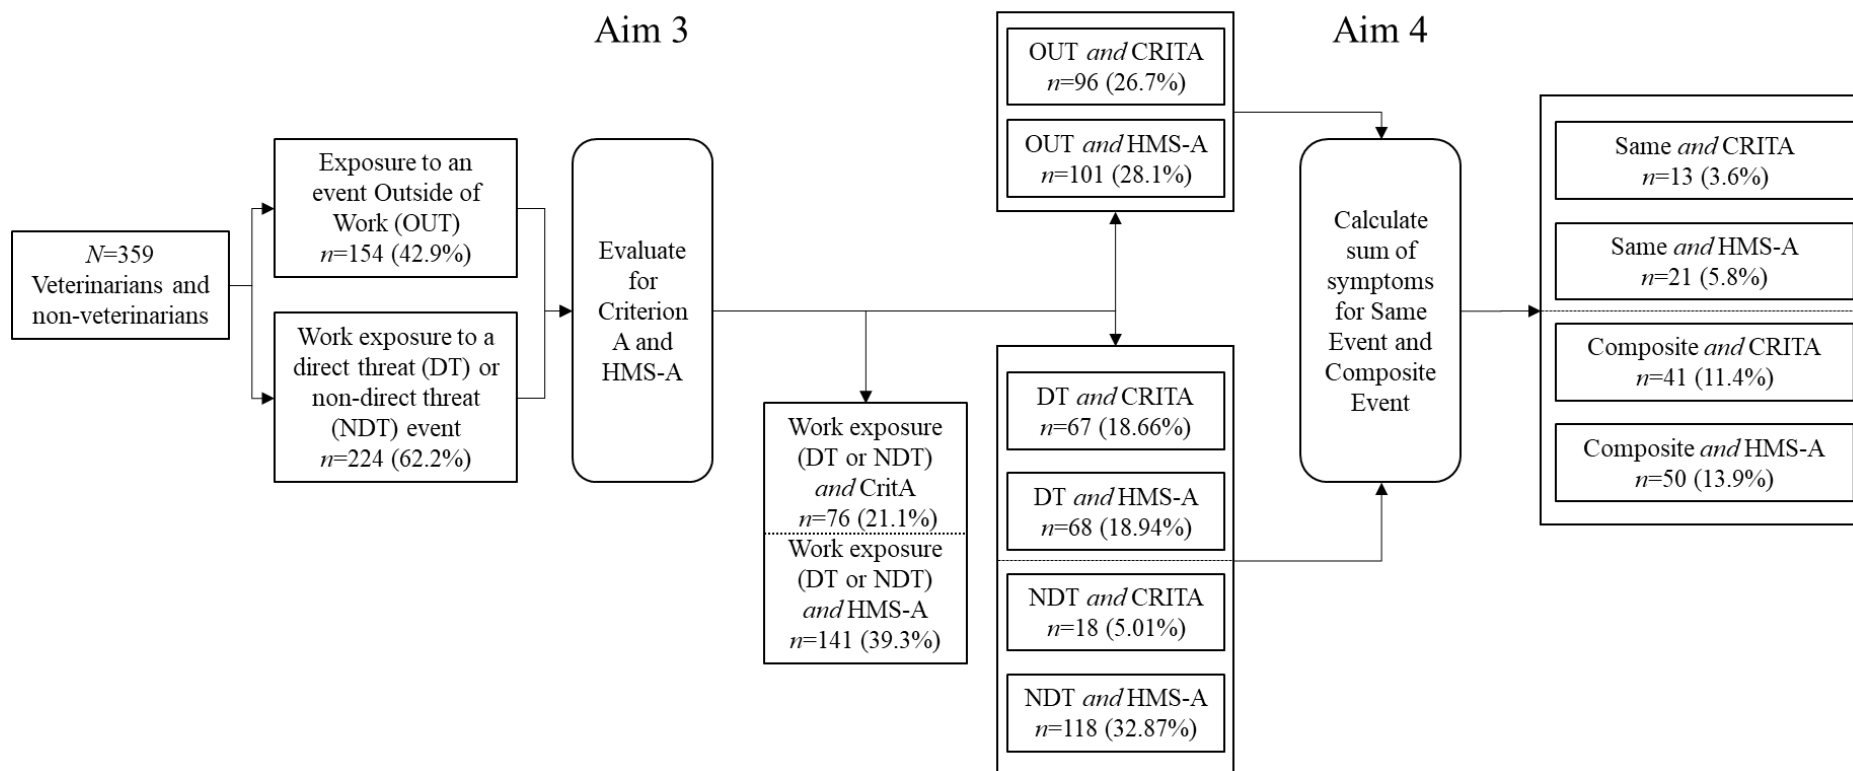 Aim 3
Aim 4
N=359
Veterinarians and
non-veterinarians
Exposure to an
event Outside of
Work (OUT)
n=154 (42.9%)
Work exposure to a
direct threat (DT) or
non-direct threat
(NDT) event
n=224 (62.2%)
Evaluate
for
Criterion
A and
HMS-A
Work exposure
(DT or NDT)
and CritA
n=76 (21.1%)
Work exposure
(DT or NDT)
and HMS-A
n=141 (39.3%)
OUT and CRITA
n=96 (26.7%)
OUT and HMS-A
n=101 (28.1%)
DT and CRITA
n=67 (18.66%)
DT and HMS-A
n=68 (18.94%)
NDT and CRITA
n=18 (5.01%)
NDT and HMS-A
n=118 (32.87%)
Calculate
sum of
symptoms
for Same
Event and
Composite
Event
Same and CRITA
n=13 (3.6%)
Same and HMS-A
n=21 (5.8%)
Composite and CRITA
n=41 (11.4%)
Composite and HMS-A
n=50 (13.9%)